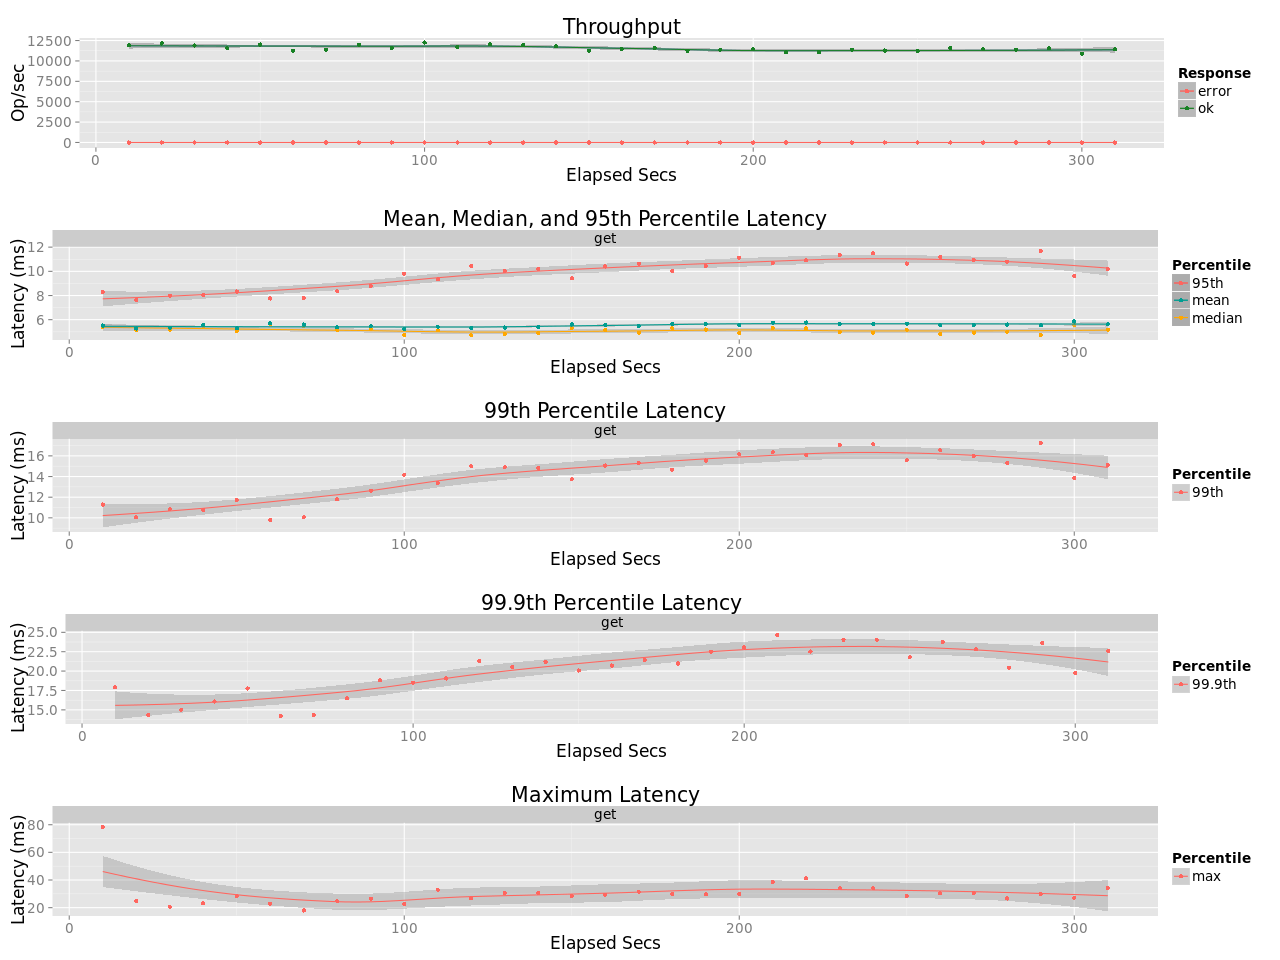 Throughput
12500
10000
7500
5000
2500
0
Op/sec
0 100 200 300
Elapsed Secs
Response
error
ok
Mean, Median, and 95th Percentile Latency
get
12
10
8
6
Latency (ms)
0 100 200 300
Elapsed Secs
Percentile
95th
mean
median
99th Percentile Latency
get
16
14
12
10
Latency (ms)
0 100 200 300
Elapsed Secs
Percentile
99th
99.9th Percentile Latency
get
25.0
22.5
20.0
17.5
15.0
Latency (ms)
0 100 200 300
Elapsed Secs
Percentile
99.9th
Maximum Latency
get
80
60
40
20
Latency (ms)
0 100 200 300
Elapsed Secs
Percentile
max